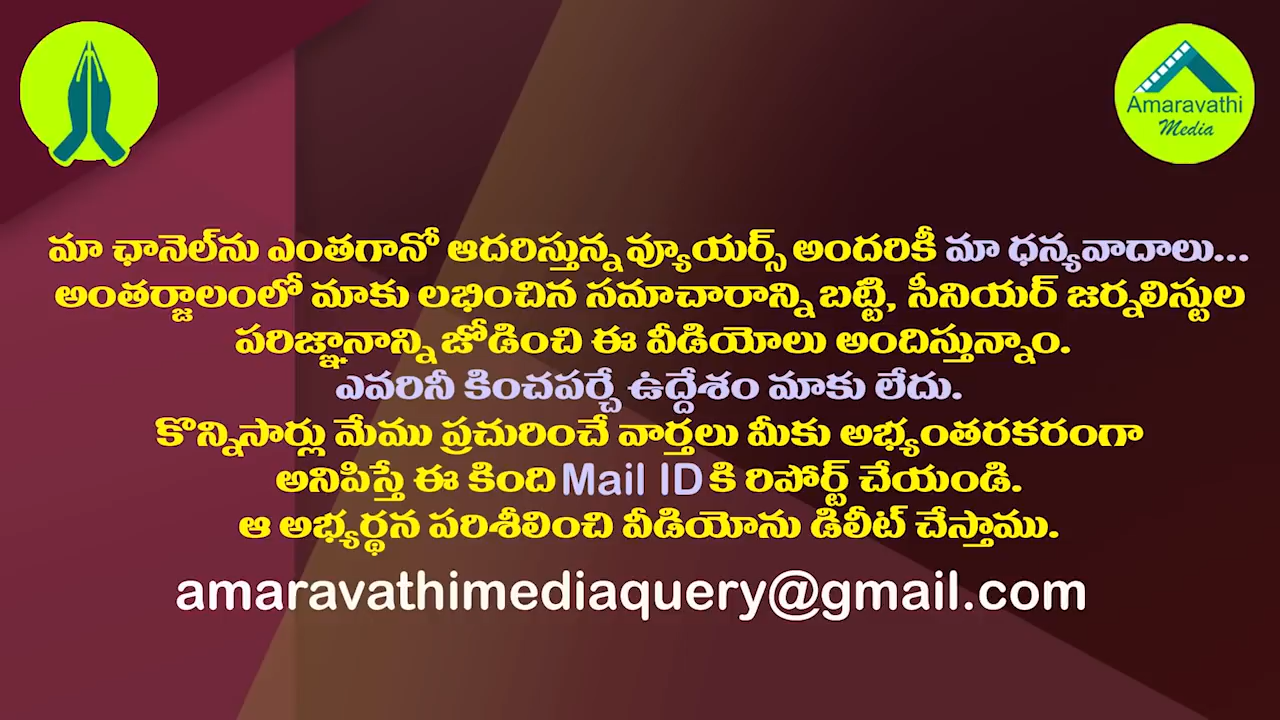 Amaravathi
Media
మా ఛానెల్‌ను ఎంతగానో ఆదరిస్తున్న వ్యూయర్స్ అందరికీ మా ధన్యవాదాలు...
అంతర్జాలంలో మాకు లభించిన సమాచారాన్ని బట్టి, సీనియర్ జర్నలిస్టుల
పరిజ్ఞానాన్ని జోడించి ఈ వీడియోలు అందిస్తున్నాం.
ఎవరినీ కించపర్చే ఉద్దేశం మాకు లేదు.
కొన్నిసార్లు మేము ప్రచురించే వార్తలు మీకు అభ్యంతరకరంగా
అనిపిస్తే ఈ కింది Mail ID కి రిపోర్ట్ చేయండి.
ఆ అభ్యర్థన పరిశీలించి వీడియోను డిలీట్ చేస్తాము.
amaravathimediaquery@gmail.com